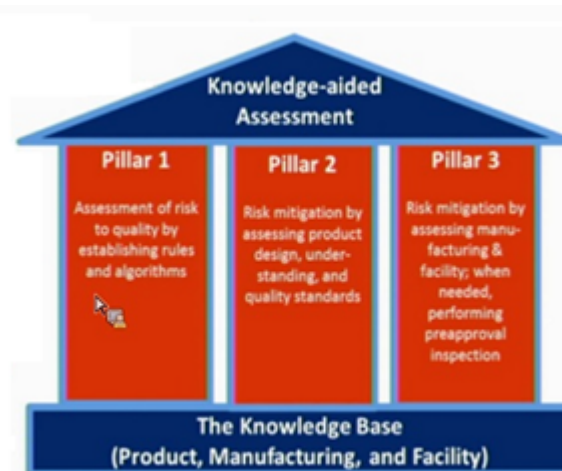 Knowledge-aided
Assessment
Pillar 1
Assessment of risk
to quality by
establishing rules
and algorithms
Pillar 2
Risk mitigation by
assessing product
design, under-
standing, and
quality standards
Pillar 3
Risk mitigation by
assessing manu-
facturing &
facility; when
needed,
performing
preapproval
inspection
The Knowledge Base
(Product, Manufacturing, and Facility)